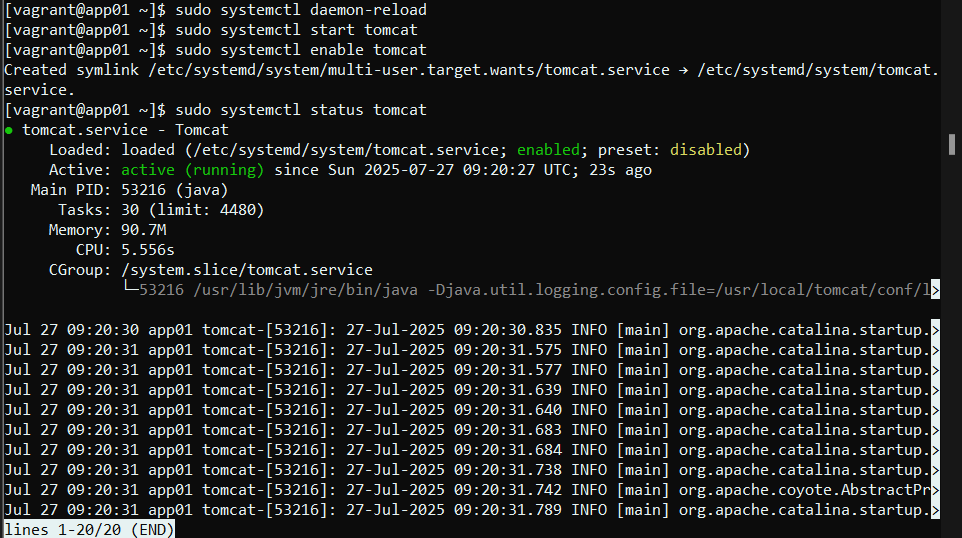 [vagrant@app01 ~]$ sudo systemctl daemon-reload
[vagrant@app01 ~]$ sudo systemctl start tomcat
[vagrant@app01 ~]$ sudo systemctl enable tomcat
Created symlink /etc/systemd/system/multi-user.target.wants/tomcat.service → /etc/systemd/system/tomcat.
service.
[vagrant@app01 ~]$ sudo systemctl status tomcat
● tomcat.service - Tomcat
     Loaded: loaded (/etc/systemd/system/tomcat.service; enabled; preset: disabled)
     Active: active (running) since Sun 2025-07-27 09:20:27 UTC; 23s ago
   Main PID: 53216 (java)
      Tasks: 30 (limit: 4480)
     Memory: 90.7M
        CPU: 5.556s
     CGroup: /system.slice/tomcat.service
             └─53216 /usr/lib/jvm/jre/bin/java -Djava.util.logging.config.file=/usr/local/tomcat/conf/l>
Jul 27 09:20:30 app01 tomcat-[53216]: 27-Jul-2025 09:20:30.835 INFO [main] org.apache.catalina.startup.>
Jul 27 09:20:31 app01 tomcat-[53216]: 27-Jul-2025 09:20:31.575 INFO [main] org.apache.catalina.startup.>
Jul 27 09:20:31 app01 tomcat-[53216]: 27-Jul-2025 09:20:31.577 INFO [main] org.apache.catalina.startup.>
Jul 27 09:20:31 app01 tomcat-[53216]: 27-Jul-2025 09:20:31.639 INFO [main] org.apache.catalina.startup.>
Jul 27 09:20:31 app01 tomcat-[53216]: 27-Jul-2025 09:20:31.640 INFO [main] org.apache.catalina.startup.>
Jul 27 09:20:31 app01 tomcat-[53216]: 27-Jul-2025 09:20:31.683 INFO [main] org.apache.catalina.startup.>
Jul 27 09:20:31 app01 tomcat-[53216]: 27-Jul-2025 09:20:31.684 INFO [main] org.apache.catalina.startup.>
Jul 27 09:20:31 app01 tomcat-[53216]: 27-Jul-2025 09:20:31.738 INFO [main] org.apache.catalina.startup.>
Jul 27 09:20:31 app01 tomcat-[53216]: 27-Jul-2025 09:20:31.742 INFO [main] org.apache.coyote.AbstractPr>
Jul 27 09:20:31 app01 tomcat-[53216]: 27-Jul-2025 09:20:31.789 INFO [main] org.apache.catalina.startup.>
lines 1-20/20 (END)